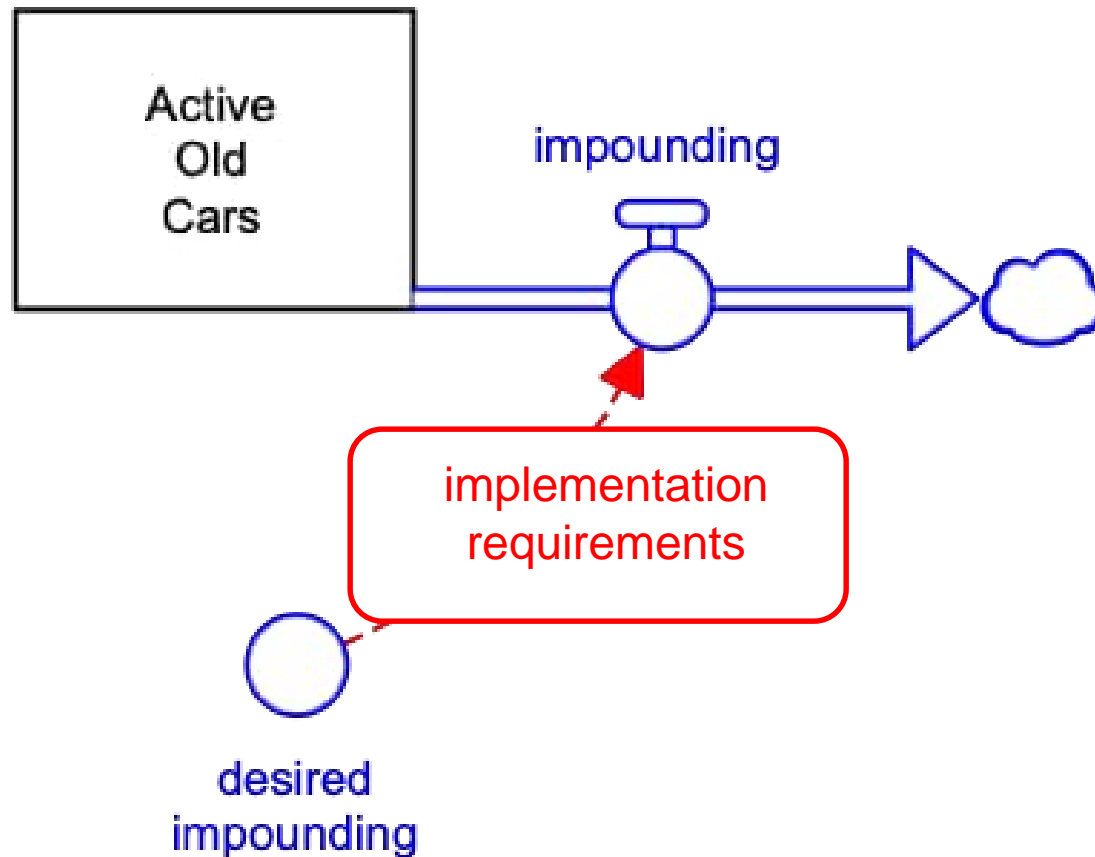 Active
Old
Cars
impounding
implementation
requirements
desired
impounding